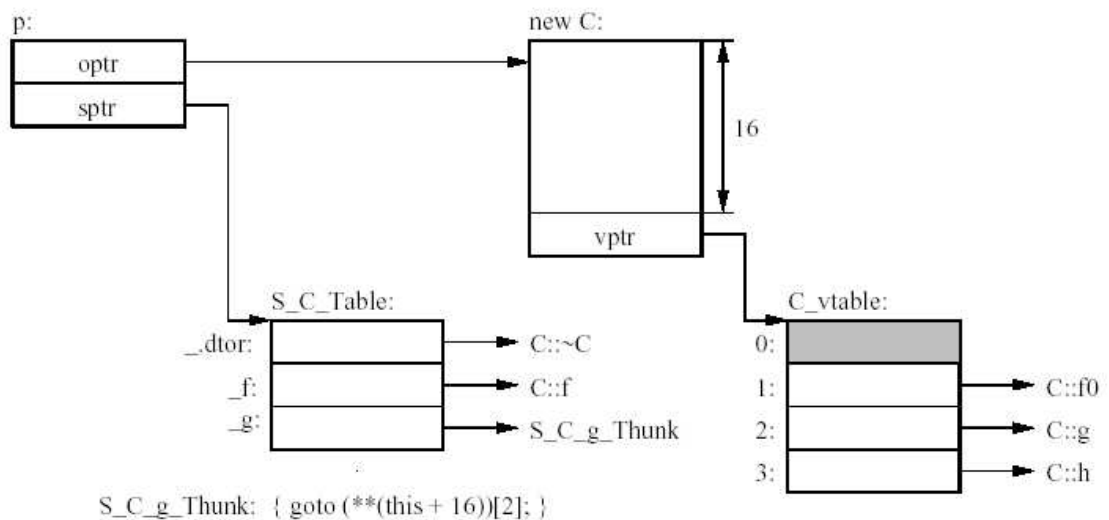 p:
new C:
optr
sptr
16
vptr
S_C_Table:
C_vtable:
_.dtor:
C::~C
0:
_f:
C::f
1:
C::f0
_g:
S_C_g_Thunk
2:
C::g
3:
C::h
S_C_g_Thunk: { goto (**(this + 16))[2]; }